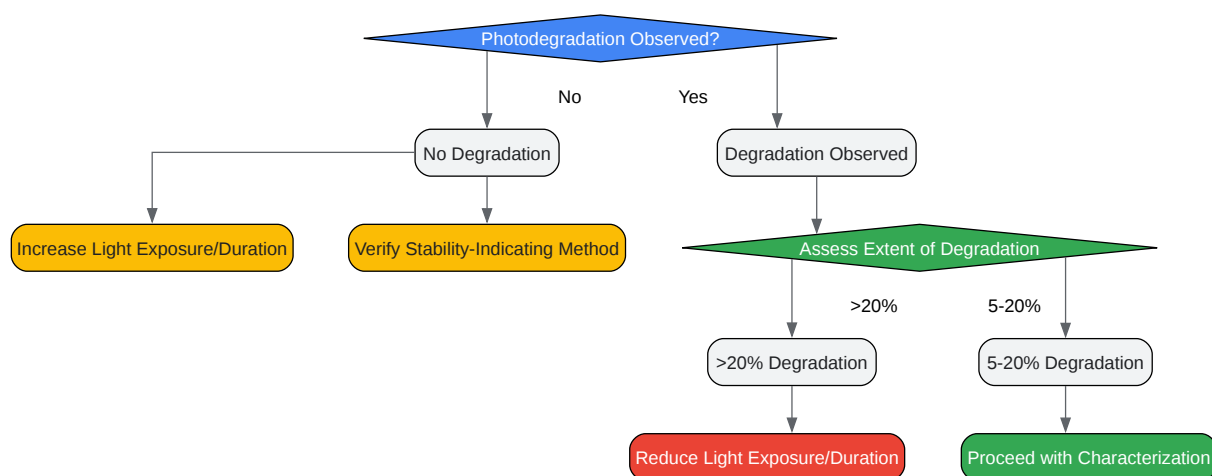 Photodegradation Observed?
No
Yes
No Degradation
Degradation Observed
Increase Light Exposure/Duration
Verify Stability-Indicating Method
Assess Extent of Degradation
>20%
5-20%
>20% Degradation
5-20% Degradation
Reduce Light Exposure/Duration
Proceed with Characterization